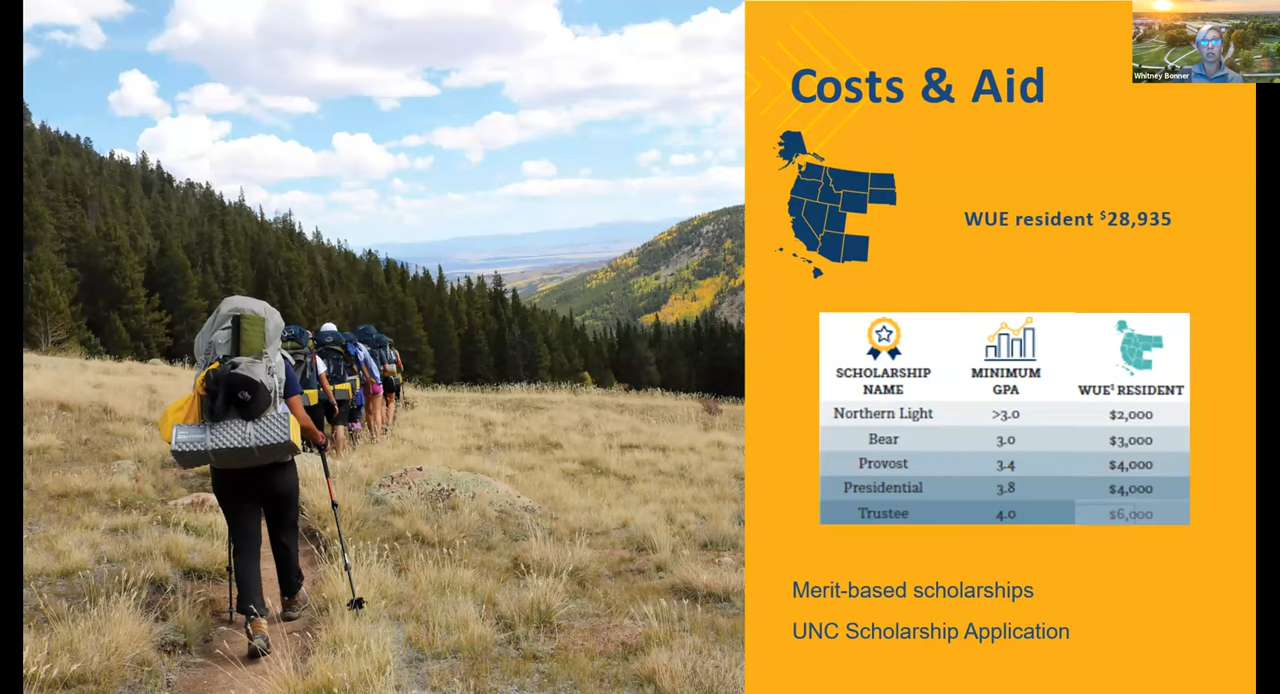 Whitney Bonner
Costs & Aid
WUE resident $28,935
SCHOLARSHIP NAME
MINIMUM GPA
WUE¹ RESIDENT
Northern Light >3.0 $2,000
Bear 3.0 $3,000
Provost 3.4 $4,000
Presidential 3.8 $4,000
Trustee 4.0 $6,000
Merit-based scholarships
UNC Scholarship Application